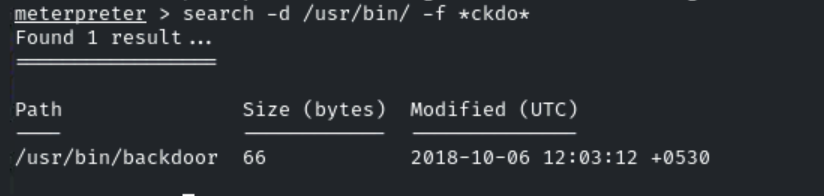 meterpreter > search -d /usr/bin/ -f *ckdo*
Found 1 result...
=================
Path Size (bytes) Modified (UTC)
---- ------------ --------------
/usr/bin/backdoor 66 2018-10-06 12:03:12 +0530